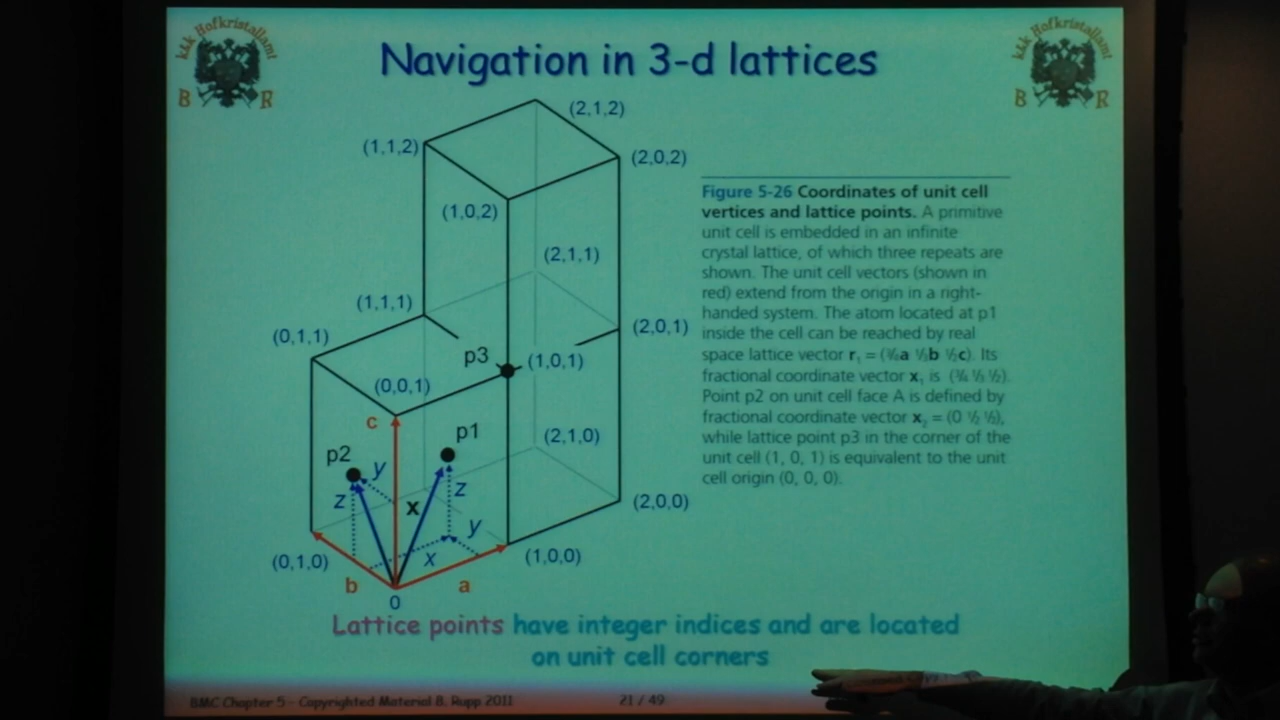 kkk Hofkristallamt
B R
Navigation in 3-d lattices
kkk Hofkristallamt
B R
(2,1,2)
(1,1,2)
(2,0,2)
(1,0,2)
(2,1,1)
(1,1,1)
(2,0,1)
(0,1,1)
p3
(1,0,1)
(0,0,1)
c
p1
(2,1,0)
p2
y
z
z
x
(2,0,0)
y
(0,1,0)
x
(1,0,0)
b
a
0
Figure 5-26 Coordinates of unit cell
vertices and lattice points. A primitive
unit cell is embedded in an infinite
crystal lattice, of which three repeats are
shown. The unit cell vectors (shown in
red) extend from the origin in a right-
handed system. The atom located at p1
inside the cell can be reached by real
space lattice vector r₁ = (¾a ⅓b ½c). Its
fractional coordinate vector x₁ is (¾ ⅓ ½).
Point p2 on unit cell face A is defined by
fractional coordinate vector x₂ = (0 ½ ½),
while lattice point p3 in the corner of the
unit cell (1, 0, 1) is equivalent to the unit
cell origin (0, 0, 0).
Lattice points have integer indices and are located
on unit cell corners
BMC Chapter 5 - Copyrighted Material B. Rupp 2011
21 / 49